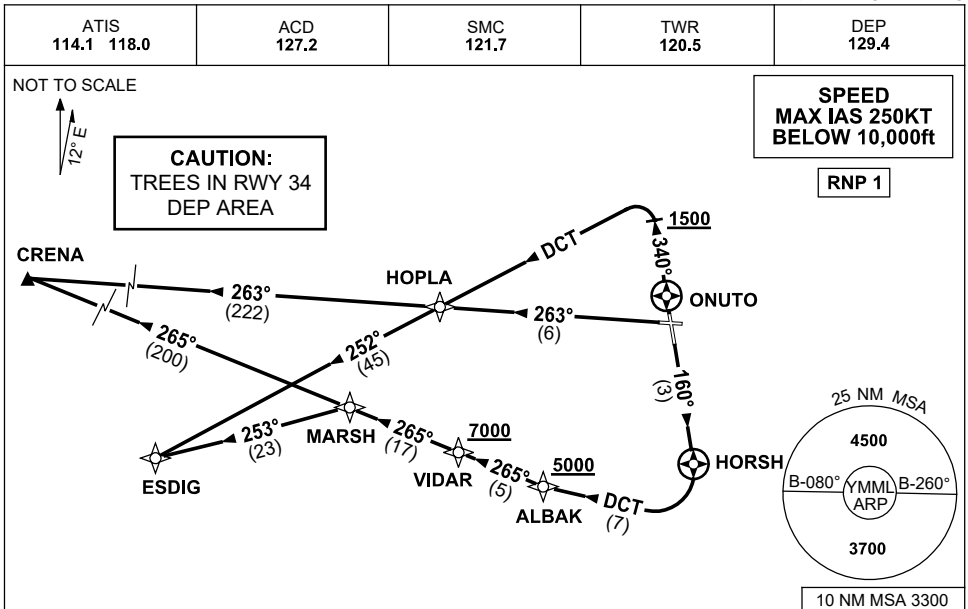 ATIS
114.1 118.0
ACD
127.2
SMC
121.7
TWR
120.5
DEP
129.4
NOT TO SCALE
12° E
CAUTION:
TREES IN RWY 34
DEP AREA
SPEED
MAX IAS 250KT
BELOW 10,000ft
RNP 1
1500
DCT
340°
CRENA
HOPLA
ONUTO
263°
(222)
263°
(6)
252°
(45)
265°
(200)
160°
(3)
25 NM MSA
4500
MARSH
253°
(23)
265°
(17)
7000
VIDAR
265°
(5)
5000
ALBAK
DCT
(7)
HORSH
ESDIG
B-080°
YMML
ARP
B-260°
3700
10 NM MSA 3300